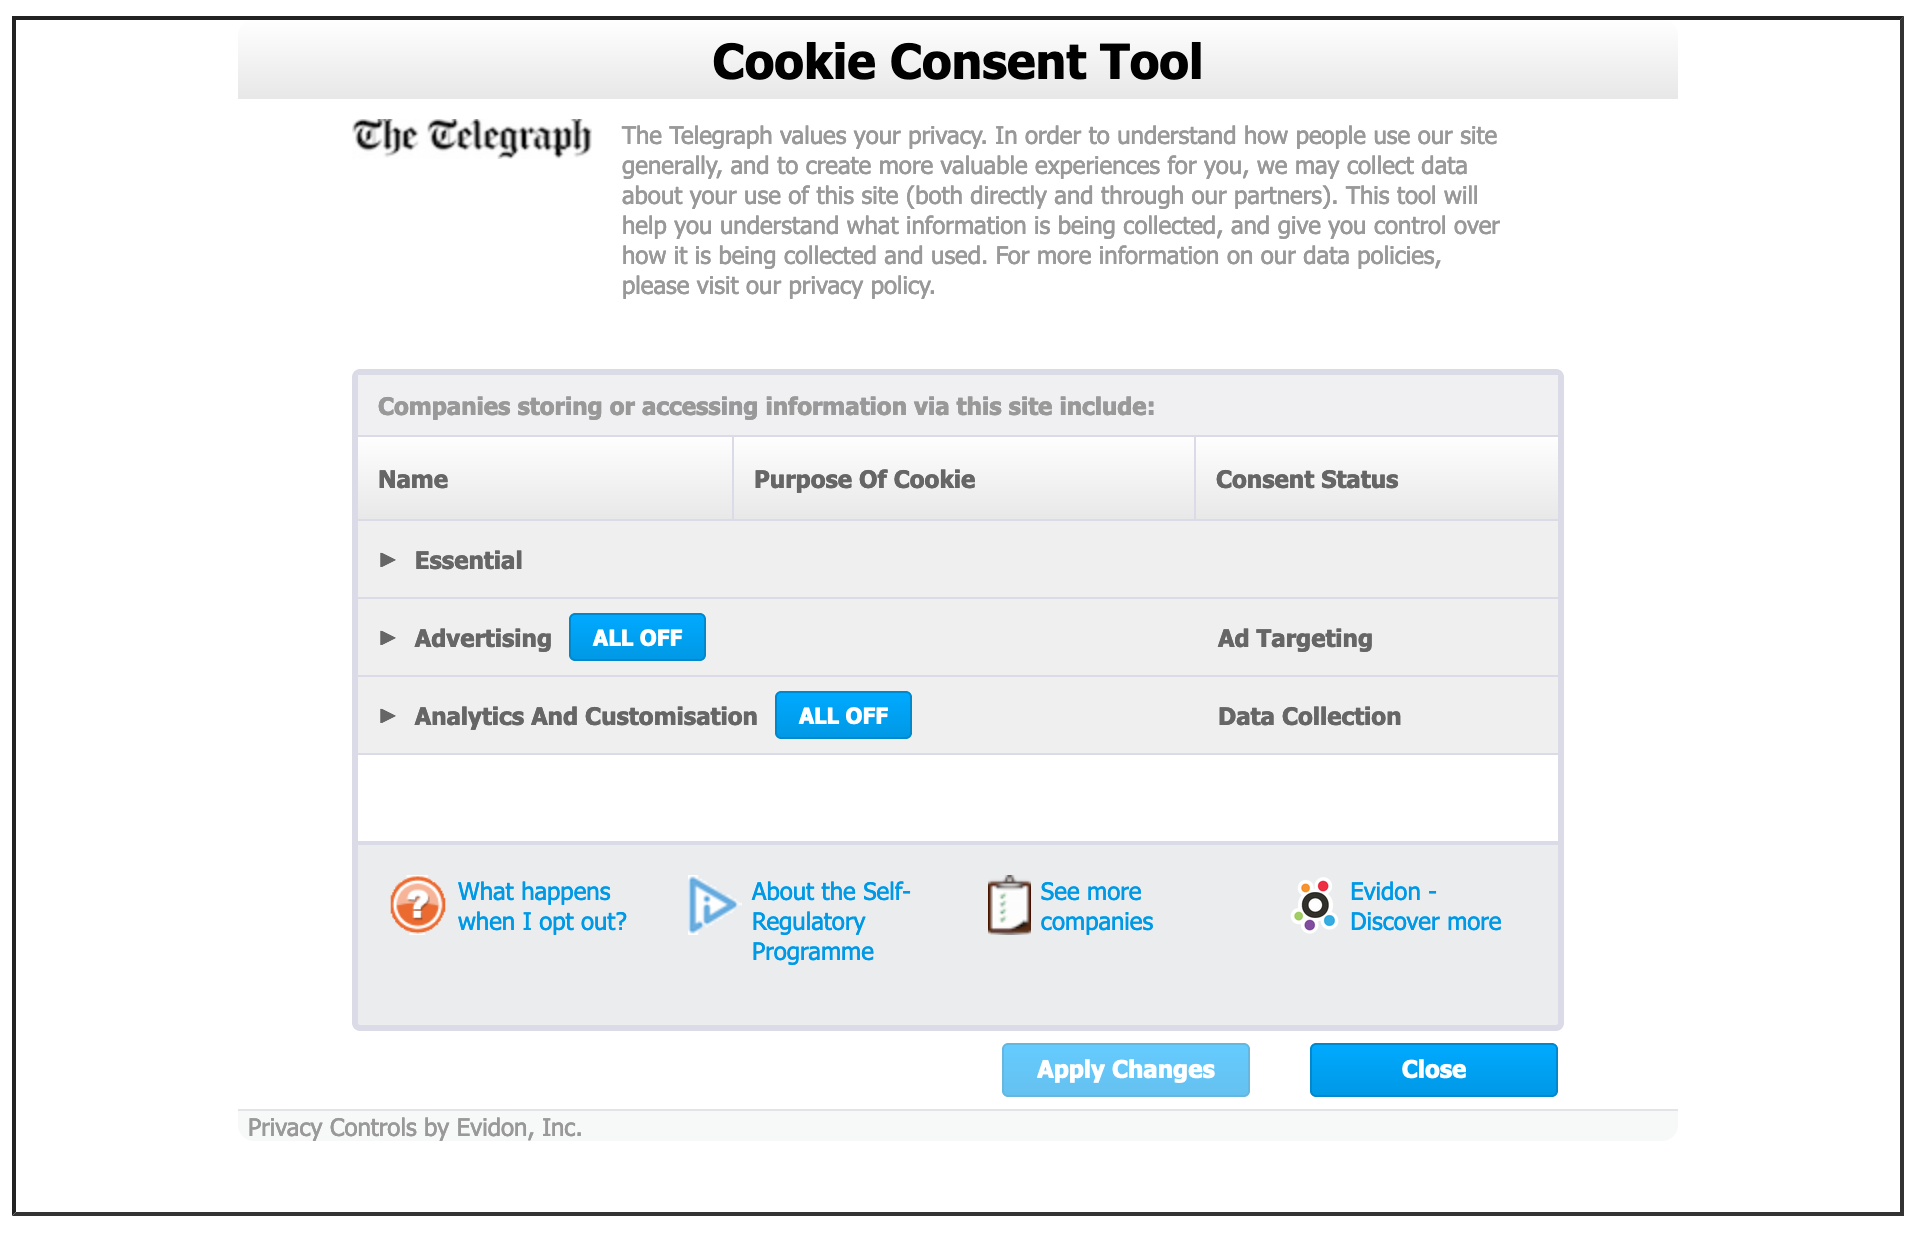 Cookie Consent Tool
The Telegraph
The Telegraph values your privacy. In order to understand how people use our site
generally, and to create more valuable experiences for you, we may collect data
about your use of this site (both directly and through our partners). This tool will
help you understand what information is being collected, and give you control over
how it is being collected and used. For more information on our data policies,
please visit our privacy policy.
Companies storing or accessing information via this site include:
Name Purpose Of Cookie Consent Status
Essential
Advertising ALL OFF Ad Targeting
Analytics And Customisation ALL OFF Data Collection
What happens
when I opt out?
About the Self-
Regulatory
Programme
See more
companies
Evidon -
Discover more
Apply Changes Close
Privacy Controls by Evidon, Inc.